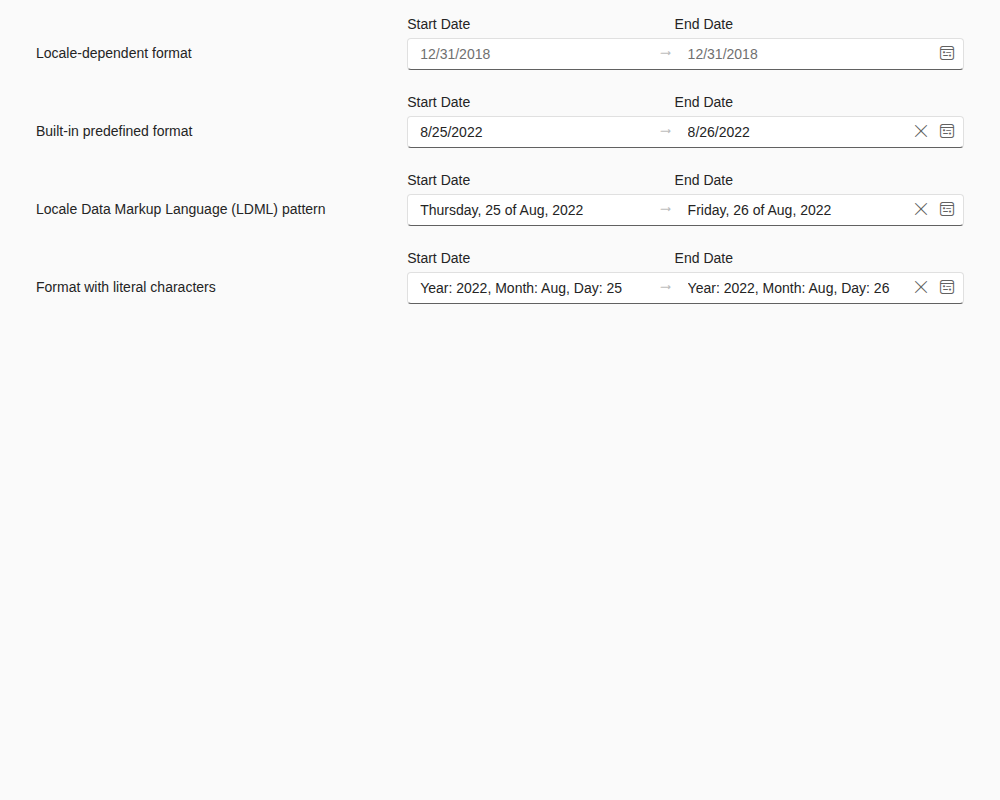 Start Date End Date
Locale-dependent format 12/31/2018 → 12/31/2018
Start Date End Date
Built-in predefined format 8/25/2022 → 8/26/2022
Start Date End Date
Locale Data Markup Language (LDML) pattern Thursday, 25 of Aug, 2022 → Friday, 26 of Aug, 2022
Start Date End Date
Format with literal characters Year: 2022, Month: Aug, Day: 25 → Year: 2022, Month: Aug, Day: 26